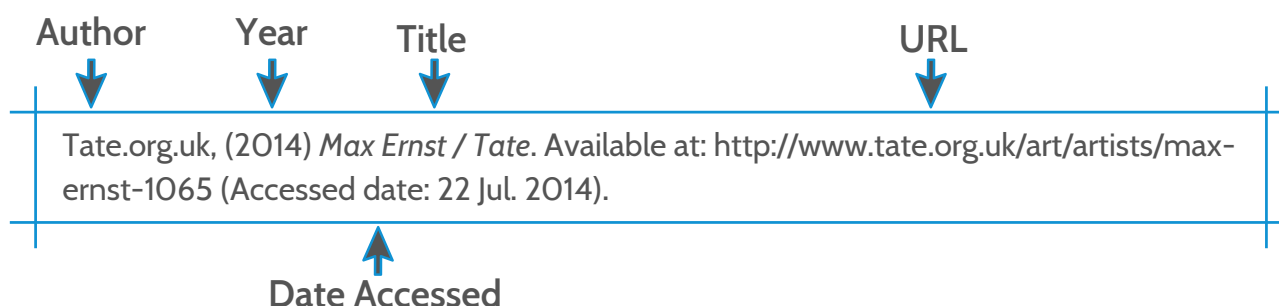 Author Year Title URL
Tate.org.uk, (2014) Max Ernst / Tate. Available at: http://www.tate.org.uk/art/artists/max-
ernst-1065 (Accessed date: 22 Jul. 2014).
Date Accessed